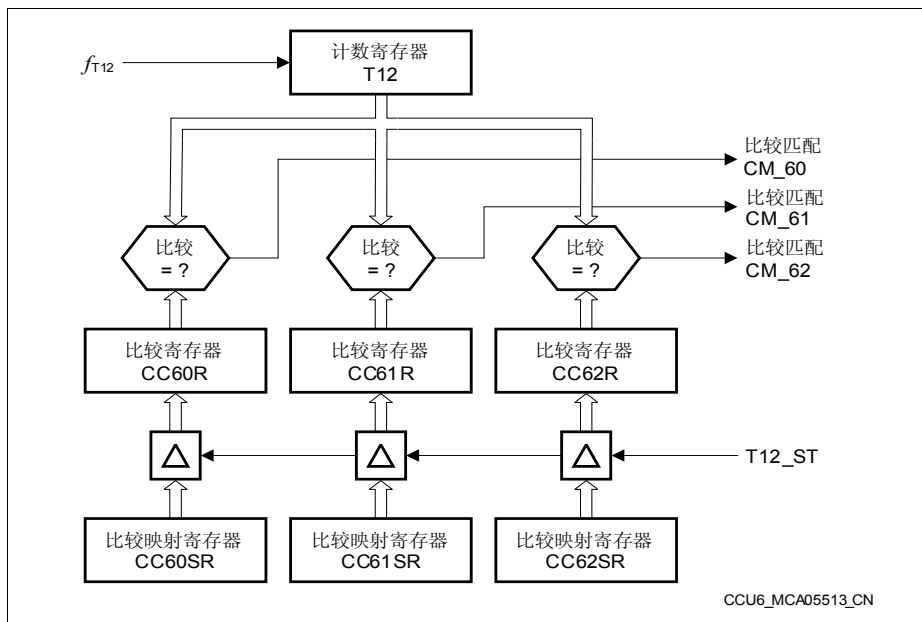 计数寄存器
T12
fT12
比较匹配
CM_60
比较匹配
CM_61
比较匹配
CM_62
比较
= ?
比较
= ?
比较
= ?
比较寄存器
CC60R
比较寄存器
CC61R
比较寄存器
CC62R
T12_ST
比较映射寄存器
CC60SR
比较映射寄存器
CC61SR
比较映射寄存器
CC62SR
CCU6_MCA05513_CN